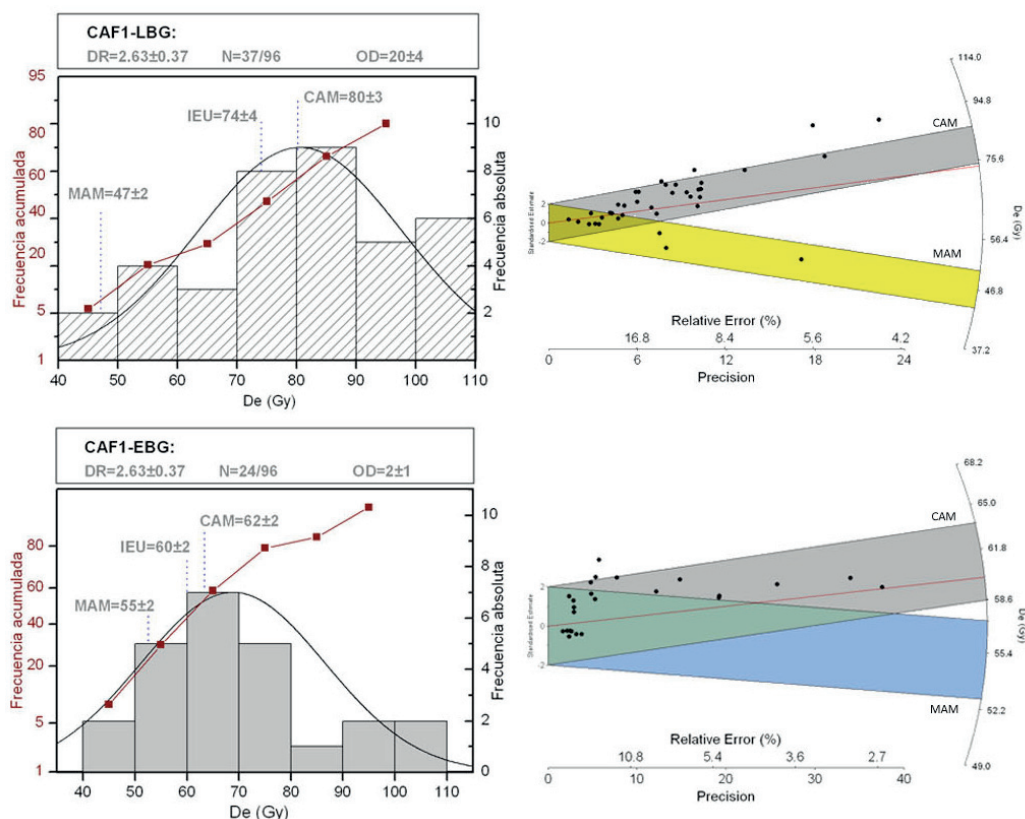 CAF1-LBG:
DR=2.63±0.37 N=37/96 OD=20±4
Frecuencia acumulada
95
80
60
40
20
5
1
MAM=47±2
IEU=74±4
CAM=80±3
10
8
6
4
2
Frecuencia absoluta
40 50 60 70 80 90 100 110
De (Gy)
Standardised Estimate
2
0
-2
CAM
MAM
114.0
94.8
75.6
56.4
46.8
37.2
De (Gy)
Relative Error (%)
16.8 8.4 5.6 4.2
0 6 12 18 24
Precision
CAF1-EBG:
DR=2.63±0.37 N=24/96 OD=2±1
Frecuencia acumulada
80
60
40
20
5
1
MAM=55±2
IEU=60±2
CAM=62±2
10
8
6
4
2
0
Frecuencia absoluta
35 40 50 60 70 80 90 100 110 115
De (Gy)
Standardised Estimate
2
0
-2
CAM
MAM
68.2
65.0
61.8
58.6
55.4
52.2
49.0
De (Gy)
Relative Error (%)
10.8 5.4 3.6 2.7
0 20 40
Precision